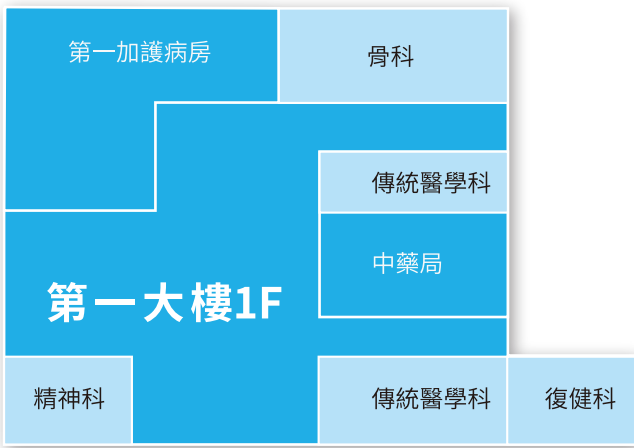 第一加護病房
骨科
傳統醫學科
中藥局
第一大樓1F
精神科
傳統醫學科
復健科